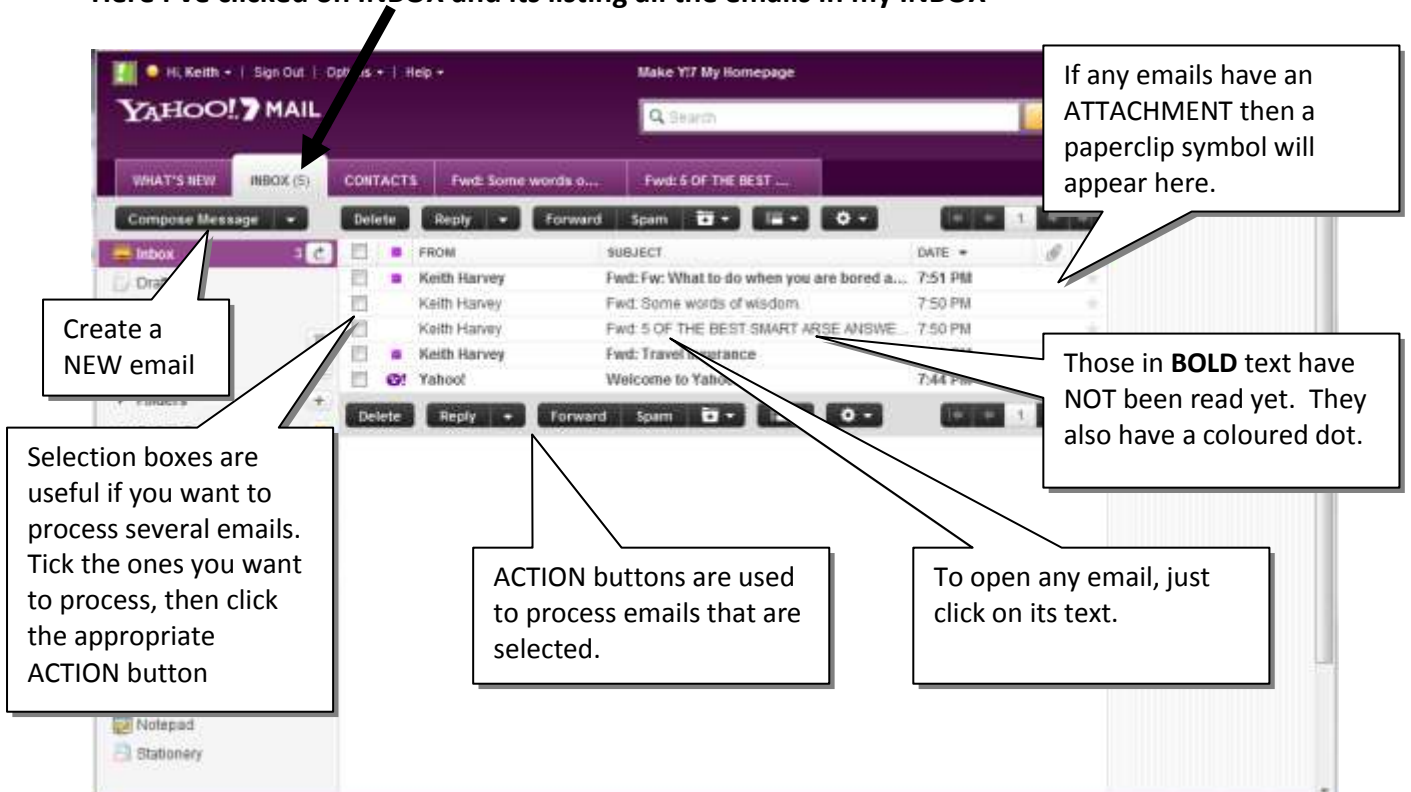 Here I've clicked on INBOX and its listing all the emails in my INBOX
Hi, Keith | Sign Out | Options | Help
Make Y!7 My Homepage
YAHOO!7 MAIL
Search
WHAT'S NEW INBOX (5) CONTACTS Fwd: Some words o... Fwd: 5 OF THE BEST ....
Compose Message Delete Reply Forward Spam 1
Inbox 3 FROM SUBJECT DATE
Keith Harvey Fwd: Fw: What to do when you are bored a... 7:51 PM
Keith Harvey Fwd: Some words of wisdom. 7:50 PM
Keith Harvey Fwd: 5 OF THE BEST SMART ARSE ANSWE... 7:50 PM
Keith Harvey Fwd: Travel Insurance
Yahoo! Welcome to Yahoo 7:44 PM
Folders
Delete Reply Forward Spam 1
If any emails have an
ATTACHMENT then a
paperclip symbol will
appear here.
Create a
NEW email
Those in BOLD text have
NOT been read yet. They
also have a coloured dot.
Selection boxes are
useful if you want to
process several emails.
Tick the ones you want
to process, then click
the appropriate
ACTION button
ACTION buttons are used
to process emails that are
selected.
To open any email, just
click on its text.
Notepad
Stationery